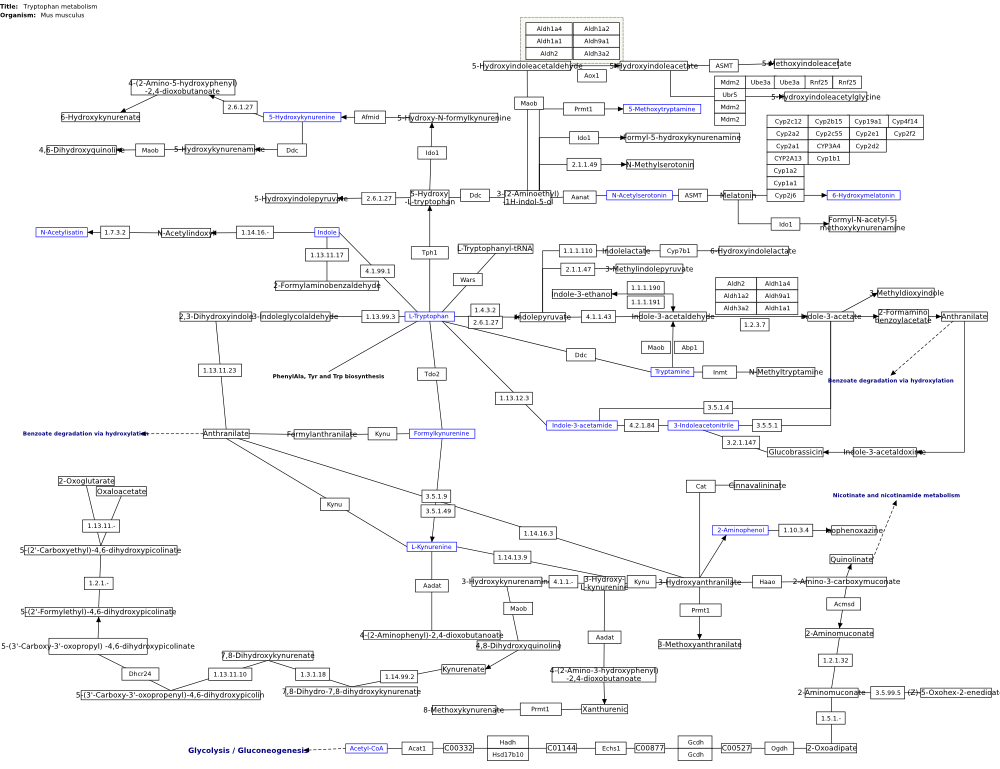 Title: Tryptophan metabolism
Organism: Mus musculus
Aldh1a4 Aldh1a2
Aldh1a1 Aldh9a1
Aldh2 Aldh3a2
5-Hydroxyindoleacetaldehyde 5-Hydroxyindoleacetate ASMT 5-Methoxyindoleacetate
Aox1
4-(2-Amino-5-hydroxyphenyl)
-2,4-dioxobutanoate
Mdm2 Ube3a Ube3a Rnf25 Rnf25
Ubr5 5-Hydroxyindoleacetylglycine
Mdm2
Mdm2
2.6.1.27
Maob Prmt1 5-Methoxytryptamine
6-Hydroxykynurenate 5-Hydroxykynurenine Afmid 5-Hydroxy-N-formylkynurenine
Cyp2c12 Cyp2b15 Cyp19a1 Cyp4f14
Cyp2a2 Cyp2c55 Cyp2e1 Cyp2f2
Cyp2a1 CYP3A4 Cyp2d2
CYP2A13 Cyp1b1
Cyp1a2
Cyp1a1
Cyp2j6
Ido1 Formyl-5-hydroxykynurenamine
4,6-Dihydroxyquinoline Maob 5-Hydroxykynurenamine Ddc Ido1
2.1.1.49 N-Methylserotonin
5-Hydroxyindolepyruvate 2.6.1.27 5-Hydroxy
-L-tryptophan Ddc 3-(2-Aminoethyl)
-1H-indol-5-ol Aanat N-Acetylserotonin ASMT Melatonin 6-Hydroxymelatonin
Ido1 Formyl-N-acetyl-5-
methoxykynurenamine
N-Acetylisatin 1.7.3.2 N-Acetylindoxyl 1.14.16.- Indole
1.13.11.17 Tph1 L-Tryptophanyl-tRNA
1.1.1.110 Indolelactate Cyp7b1 6-Hydroxyindolelactate
4.1.99.1 Wars 2.1.1.47 3-Methylindolepyruvate
2-Formylaminobenzaldehyde
1.1.1.190 Aldh2 Aldh1a4
Indole-3-ethanol Aldh1a2 Aldh9a1 3-Methyldioxyindole
1.1.1.191 Aldh3a2 Aldh1a1
2,3-Dihydroxyindole 3-Indoleglycolaldehyde 1.13.99.3 L-Tryptophan 1.4.3.2
2.6.1.27 Indolepyruvate 4.1.1.43 Indole-3-acetaldehyde 1.2.3.7 Indole-3-acetate 2-Formamino
benzoylacetate Anthranilate
Maob Abp1
Ddc
1.13.11.23 PhenylAla, Tyr and Trp biosynthesis Tdo2 Tryptamine Inmt N-Methyltryptamine Benzoate degradation via hydroxylation
1.13.12.3 3.5.1.4
Indole-3-acetamide 4.2.1.84 3-Indoleacetonitrile 3.5.5.1
Benzoate degradation via hydroxylation Anthranilate Formylanthranilate Kynu Formylkynurenine
3.2.1.147 Glucobrassicin Indole-3-acetaldoxime
2-Oxoglutarate
Oxaloacetate
Cat Cinnavalininate
Nicotinate and nicotinamide metabolism
3.5.1.9
3.5.1.49
Kynu
1.13.11.- 1.14.16.3 2-Aminophenol 1.10.3.4
5-(2'-Carboxyethyl)-4,6-dihydroxypicolinate L-Kynurenine
1.14.13.9 Quinolinate
1.2.1.- Aadat 3-Hydroxykynurenamine 4.1.1.- 3-Hydroxy-
L-kynurenine Kynu 3-Hydroxyanthranilate Haao 2-Amino-3-carboxymuconate
5-(2'-Formylethyl)-4,6-dihydroxypicolinate Maob Prmt1 Acmsd
4-(2-Aminophenyl)-2,4-dioxobutanoate Aadat 2-Aminomuconate
5-(3'-Carboxy-3'-oxopropyl) -4,6-dihydroxypicolinate 4,8-Dihydroxyquinoline 3-Methoxyanthranilate
7,8-Dihydroxykynurenate 1.2.1.32
Dhcr24 1.13.11.10 1.3.1.18 1.14.99.2 Kynurenate 4-(2-Amino-3-hydroxyphenyl)
-2,4-dioxobutanoate
5-(3'-Carboxy-3'-oxopropenyl)-4,6-dihydroxypicolin 7,8-Dihydro-7,8-dihydroxykynurenate
2-Aminomuconate 3.5.99.5 (Z)-5-Oxohex-2-enedioate
8-Methoxykynurenate Prmt1 Xanthurenic
1.5.1.-
Glycolysis / Gluconeogenesis Acetyl-CoA Acat1 C00332 Hadh
Hsd17b10 C01144 Echs1 C00877 Gcdh
Gcdh C00527 Ogdh 2-Oxoadipate